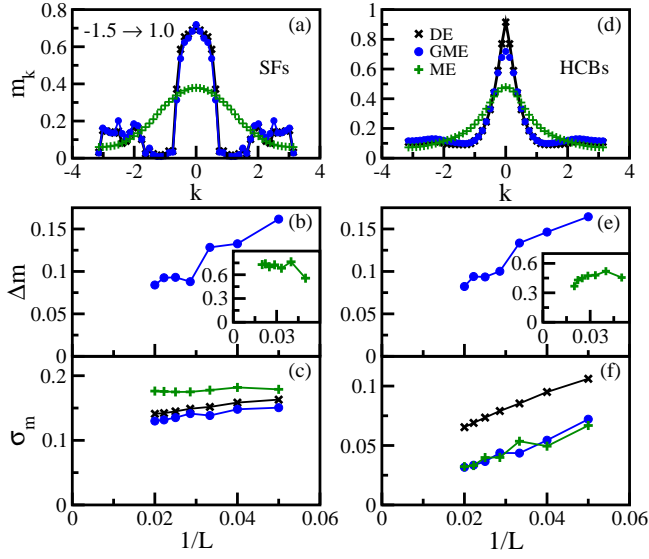 -1.5 → 1.0 (a)
SFs
m_k
0.8
0.6
0.4
0.2
0
-4 -2 0 2 4
k
(d)
DE
GME
ME
HCBs
1
0.8
0.6
0.4
0.2
0
-4 -2 0 2 4
k
(b)
Δm
0.15
0.10
0.05
0
0.6
0.3
0
0 0.03
(e)
0.15
0.10
0.05
0
0.6
0.3
0
0 0.03
(c)
σ_m
0.2
0.1
0
0 0.02 0.04 0.06
1/L
(f)
0.1
0.05
0
0 0.02 0.04 0.06
1/L